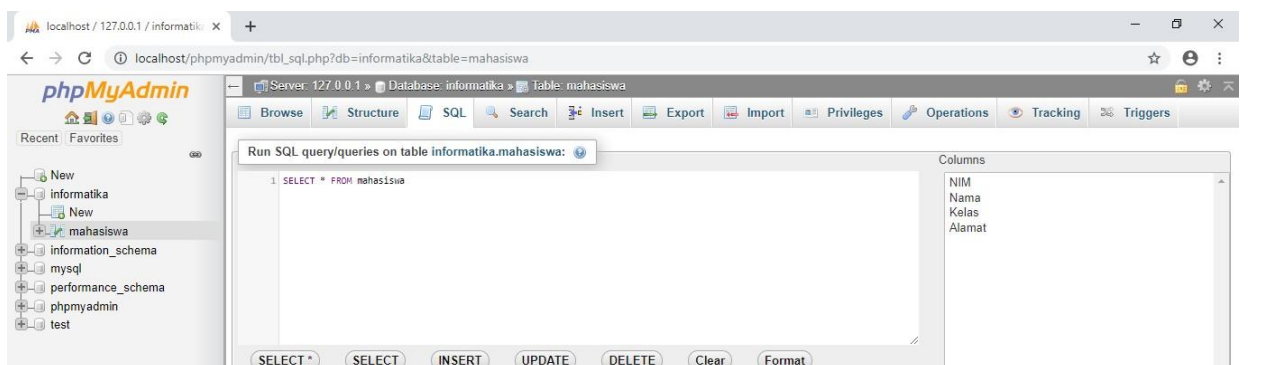 localhost / 127.0.0.1 / informatik
localhost/phpmyadmin/tbl_sql.php?db=informatika&table=mahasiswa
phpMyAdmin
Recent Favorites
New
informatika
New
mahasiswa
information_schema
mysql
performance_schema
phpmyadmin
test
Server: 127.0.0.1 » Database: informatika » Table: mahasiswa
Browse Structure SQL Search Insert Export Import Privileges Operations Tracking Triggers
Run SQL query/queries on table informatika.mahasiswa:
1 SELECT * FROM mahasiswa
Columns
NIM
Nama
Kelas
Alamat
SELECT * SELECT INSERT UPDATE DELETE Clear Format